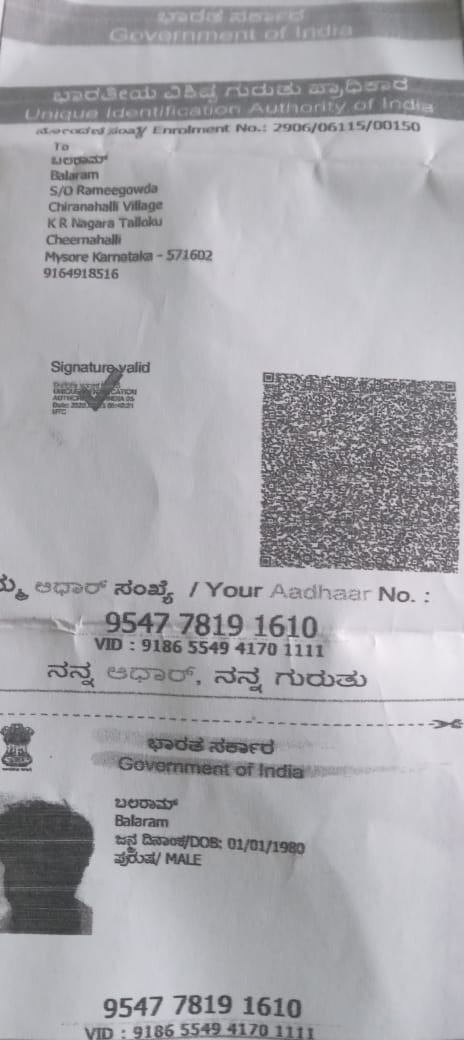 ಭಾರತ ಸರ್ಕಾರ
Government of India
ಭಾರತೀಯ ವಿಶಿಷ್ಟ ಗುರುತು ಪ್ರಾಧಿಕಾರ
Unique Identification Authority of India
Enrolment No.: 2906/06115/00150
To
ಬಲರಾಮ್
Balaram
S/O Rameegowda
Chiranahalli Village
K R Nagara Talloku
Cheernahalli
Mysore Karnataka - 571602
9164918516
Signature valid
ಆಧಾರ್ ಸಂಖ್ಯೆ / Your Aadhaar No. :
9547 7819 1610
VID : 9186 5549 4170 1111
ನನ್ನ ಆಧಾರ್, ನನ್ನ ಗುರುತು
ಭಾರತ ಸರ್ಕಾರ
Government of India
ಬಲರಾಮ್
Balaram
ಜನ್ಮ ದಿನಾಂಕ/DOB: 01/01/1980
ಪುರುಷ/ MALE
9547 7819 1610
VID : 9186 5549 4170 1111